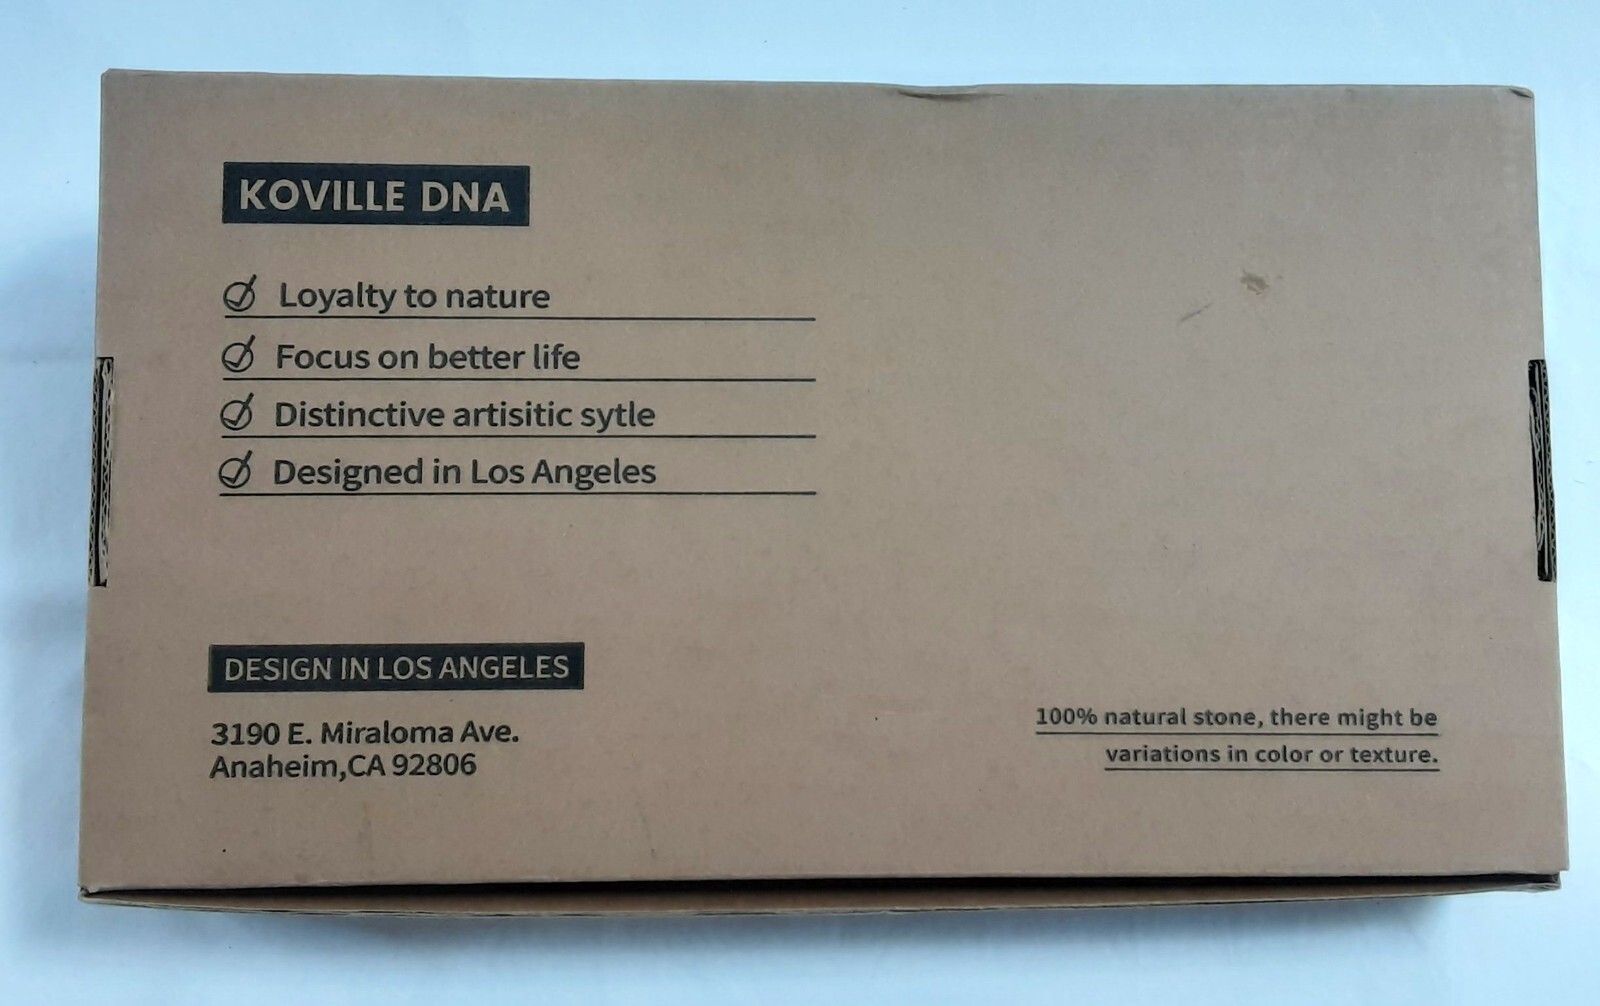 KOVILLE DNA
Loyalty to nature
Focus on better life
Distinctive artisitic sytle
Designed in Los Angeles
DESIGN IN LOS ANGELES
3190 E. Miraloma Ave.
Anaheim,CA 92806
100% natural stone, there might be
variations in color or texture.